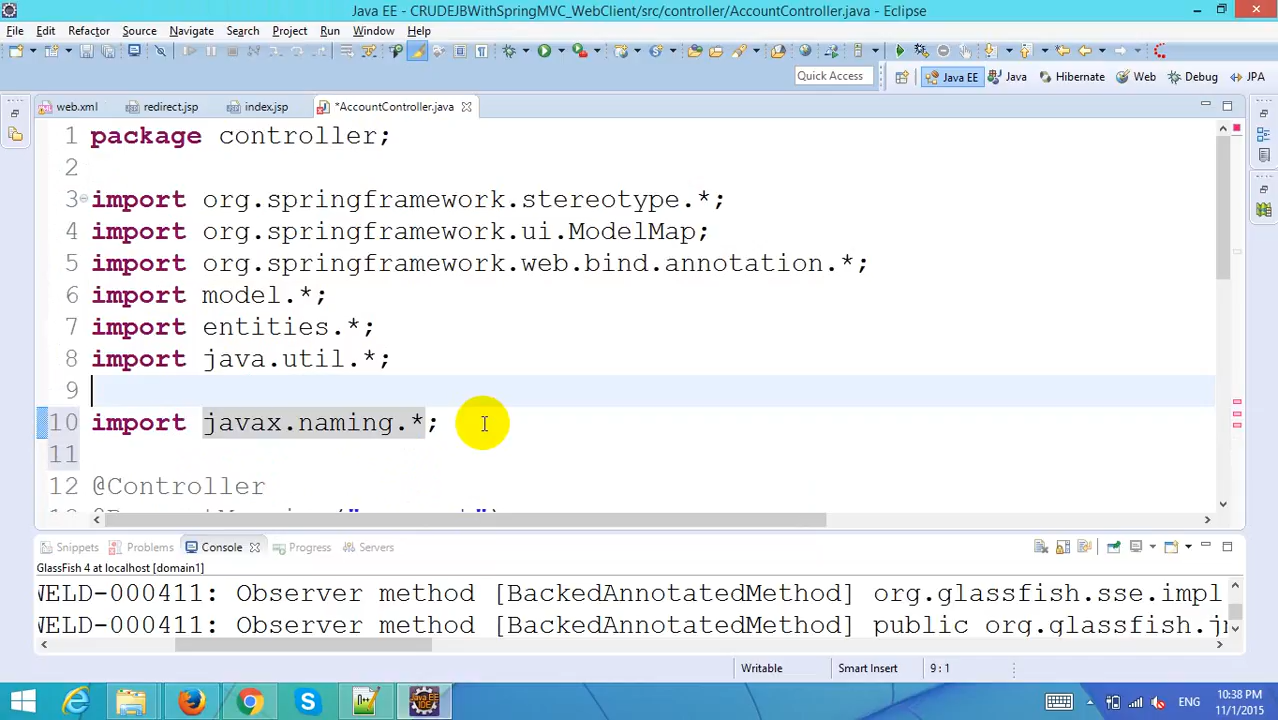 Java EE - CRUDEJBWithSpringMVC_WebClient/src/controller/AccountController.java - Eclipse
File Edit Refactor Source Navigate Search Project Run Window Help
Quick Access Java EE Java Hibernate Web Debug JPA
web.xml redirect.jsp index.jsp *AccountController.java
1 package controller;
2
3 import org.springframework.stereotype.*;
4 import org.springframework.ui.ModelMap;
5 import org.springframework.web.bind.annotation.*;
6 import model.*;
7 import entities.*;
8 import java.util.*;
9
10 import javax.naming.*;
11
12 @Controller
Snippets Problems Console Progress Servers
GlassFish 4 at localhost [domain1]
WELD-000411: Observer method [BackedAnnotatedMethod] org.glassfish.sse.impl
WELD-000411: Observer method [BackedAnnotatedMethod] public org.glassfish.j
Writable Smart Insert 9 : 1
Java EE IDE
ENG
10:38 PM
11/1/2015